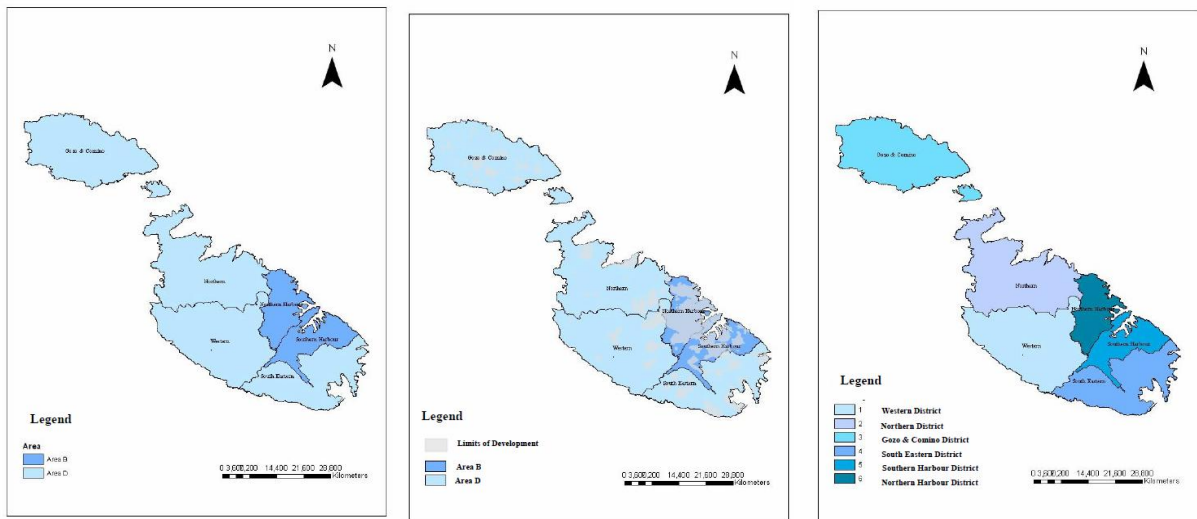 N
Gozo & Comino
Northern
Northern Harbour
Western
Southern Harbour
South Eastern
Legend
Area
Area B
Area D
0 3,600 7,200 14,400 21,600 28,800
Kilometers
N
Gozo & Comino
Northern
Northern Harbour
Western
Southern Harbour
South Eastern
Legend
Limits of Development
Area B
Area D
0 3,600 7,200 14,400 21,600 28,800
Kilometers
N
Gozo & Comino
Northern
Northern Harbour
Western
Southern Harbour
South Eastern
Legend
1 Western District
2 Northern District
3 Gozo & Comino District
4 South Eastern District
5 Southern Harbour District
6 Northern Harbour District
0 3,600 7,200 14,400 21,600 28,800
Kilometers